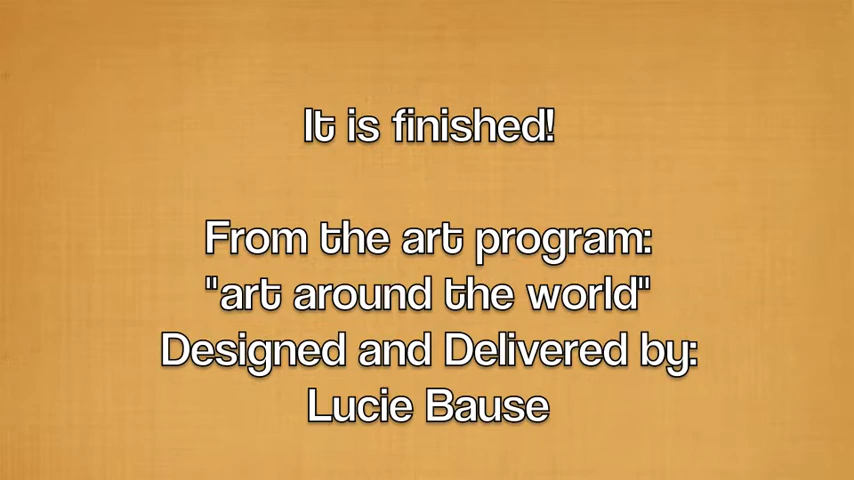 It is finished!
From the art program:
"art around the world"
Designed and Delivered by:
Lucie Bause